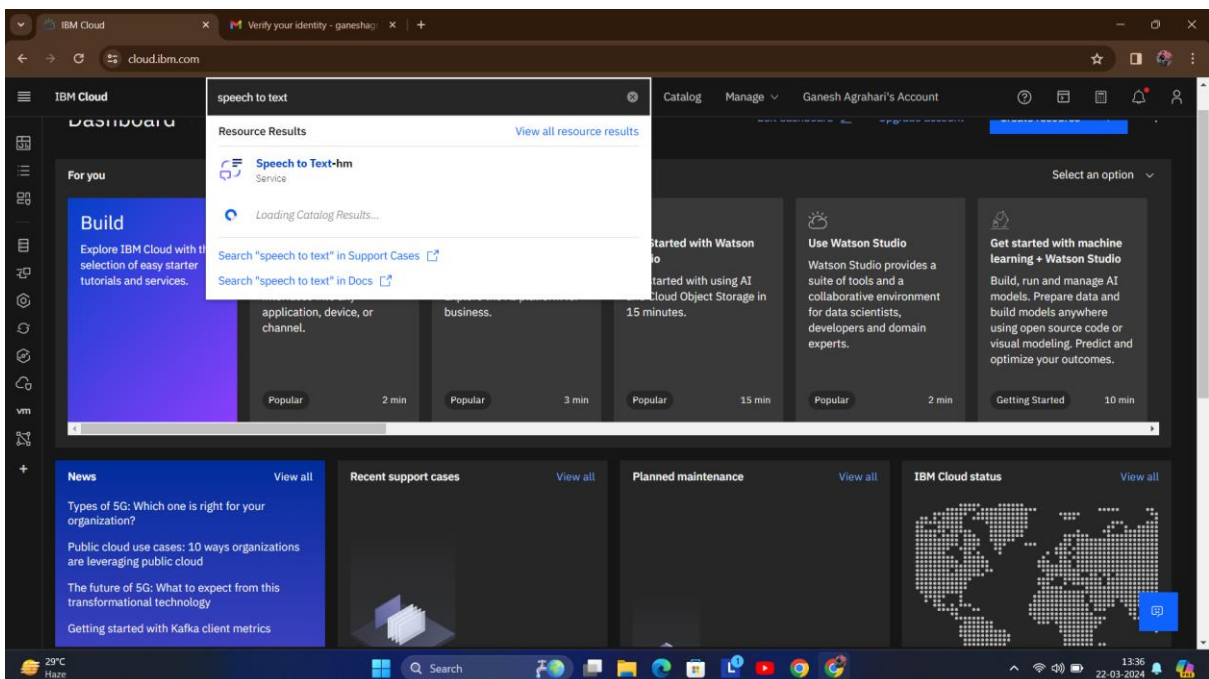 IBM Cloud
Verify your identity - ganeshag
cloud.ibm.com
IBM Cloud
speech to text
Catalog
Manage
Ganesh Agrahari's Account
Dashboard
Resource Results
View all resource results
Speech to Text-hm
Service
Loading Catalog Results...
Search "speech to text" in Support Cases
Search "speech to text" in Docs
For you
Select an option
Build
Explore IBM Cloud with
selection of easy starter
tutorials and services.
application, device, or
channel.
Popular
2 min
business.
Popular
3 min
Started with Watson
started with using AI
Cloud Object Storage in
15 minutes.
Popular
15 min
Use Watson Studio
Watson Studio provides a
suite of tools and a
collaborative environment
for data scientists,
developers and domain
experts.
Popular
2 min
Get started with machine
learning + Watson Studio
Build, run and manage AI
models. Prepare data and
build models anywhere
using open source code or
visual modeling. Predict and
optimize your outcomes.
Getting Started
10 min
vm
News
View all
Types of 5G: Which one is right for your
organization?
Public cloud use cases: 10 ways organizations
are leveraging public cloud
The future of 5G: What to expect from this
transformational technology
Getting started with Kafka client metrics
Recent support cases
View all
Planned maintenance
View all
IBM Cloud status
View all
29°C
Haze
Search
13:36
22-03-2024